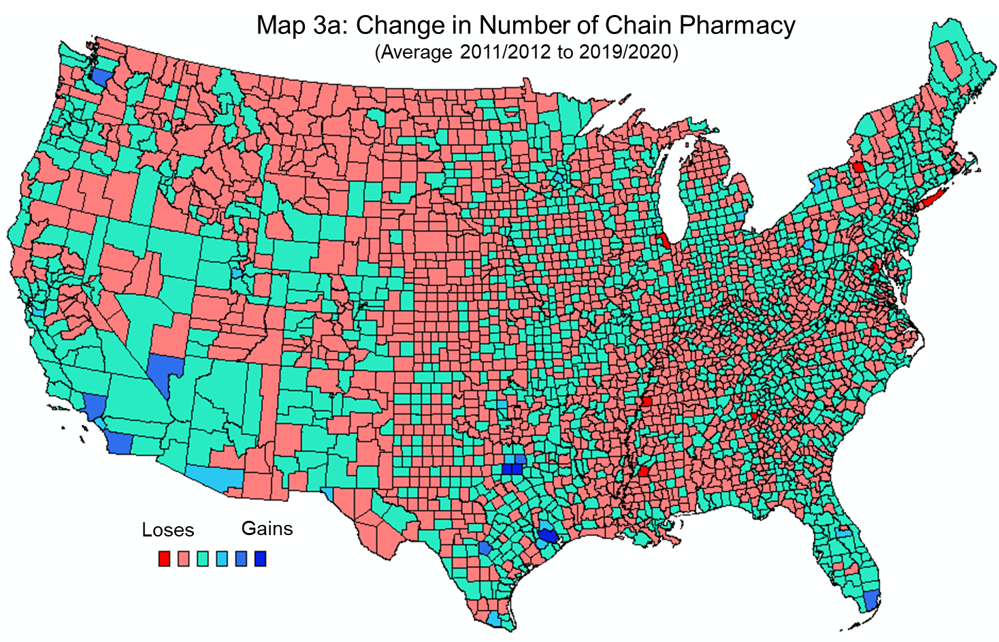 Map 3a: Change in Number of Chain Pharmacy
(Average 2011/2012 to 2019/2020)
Loses Gains